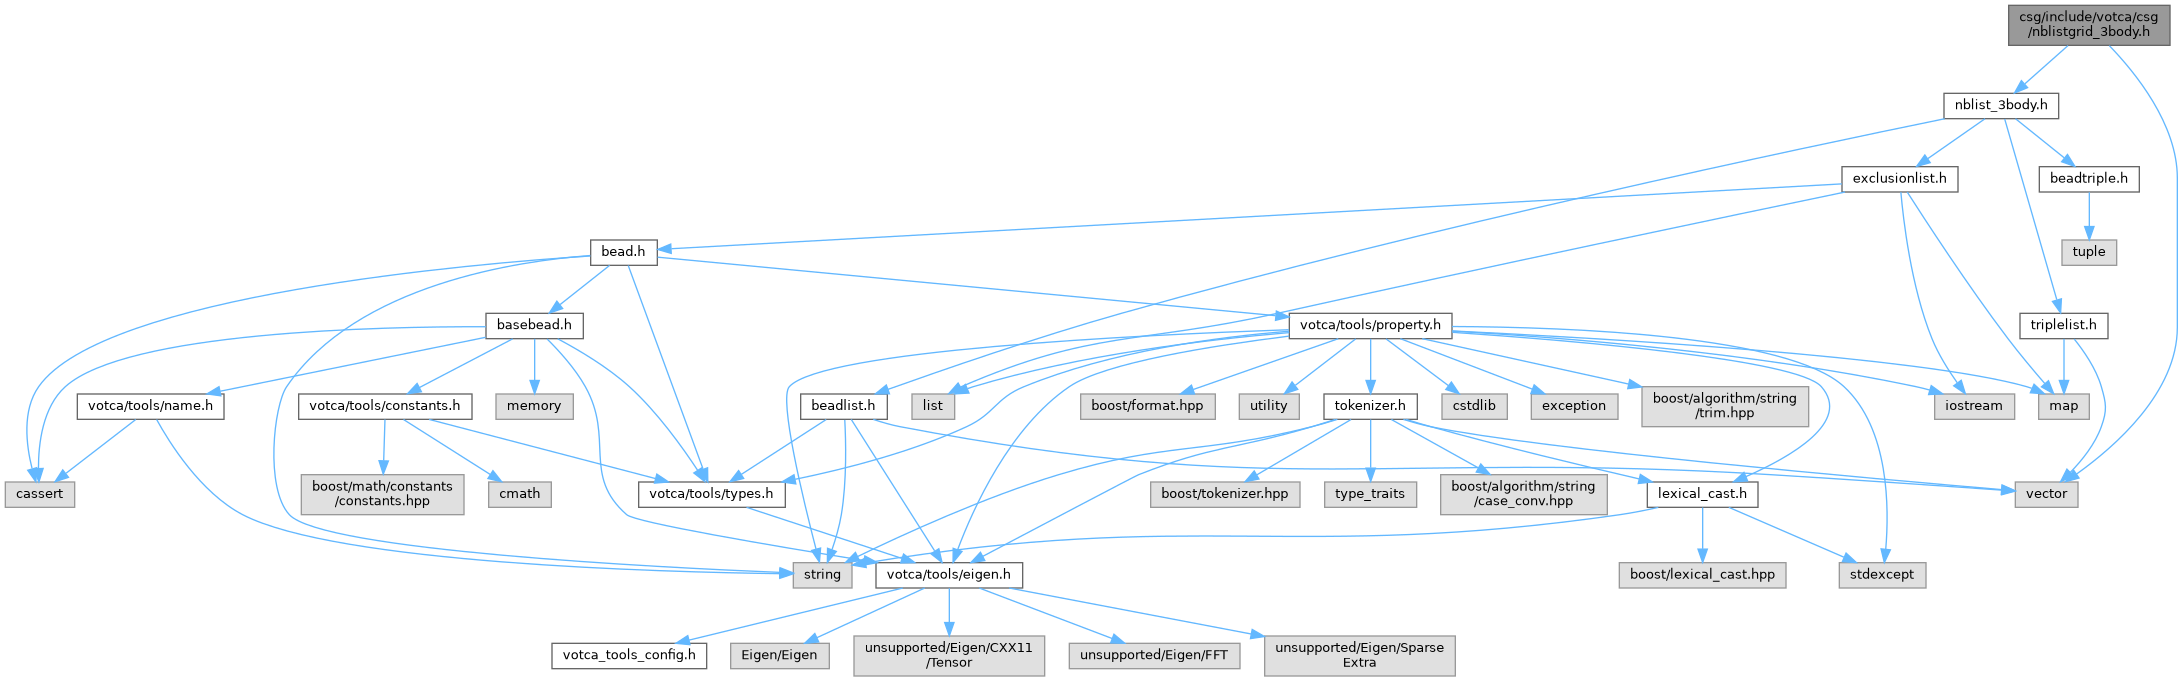 csg/include/votca/csg
/nblistgrid_3body.h
nblist_3body.h
exclusionlist.h
beadtriple.h
bead.h
tuple
basebead.h
votca/tools/property.h
triplelist.h
votca/tools/name.h
votca/tools/constants.h
memory
beadlist.h
list
boost/format.hpp
utility
tokenizer.h
cstdlib
exception
boost/algorithm/string
/trim.hpp
iostream
map
cassert
boost/math/constants
/constants.hpp
cmath
votca/tools/types.h
boost/tokenizer.hpp
type_traits
boost/algorithm/string
/case_conv.hpp
lexical_cast.h
vector
string
votca/tools/eigen.h
boost/lexical_cast.hpp
stdexcept
votca_tools_config.h
Eigen/Eigen
unsupported/Eigen/CXX11
/Tensor
unsupported/Eigen/FFT
unsupported/Eigen/Sparse
Extra